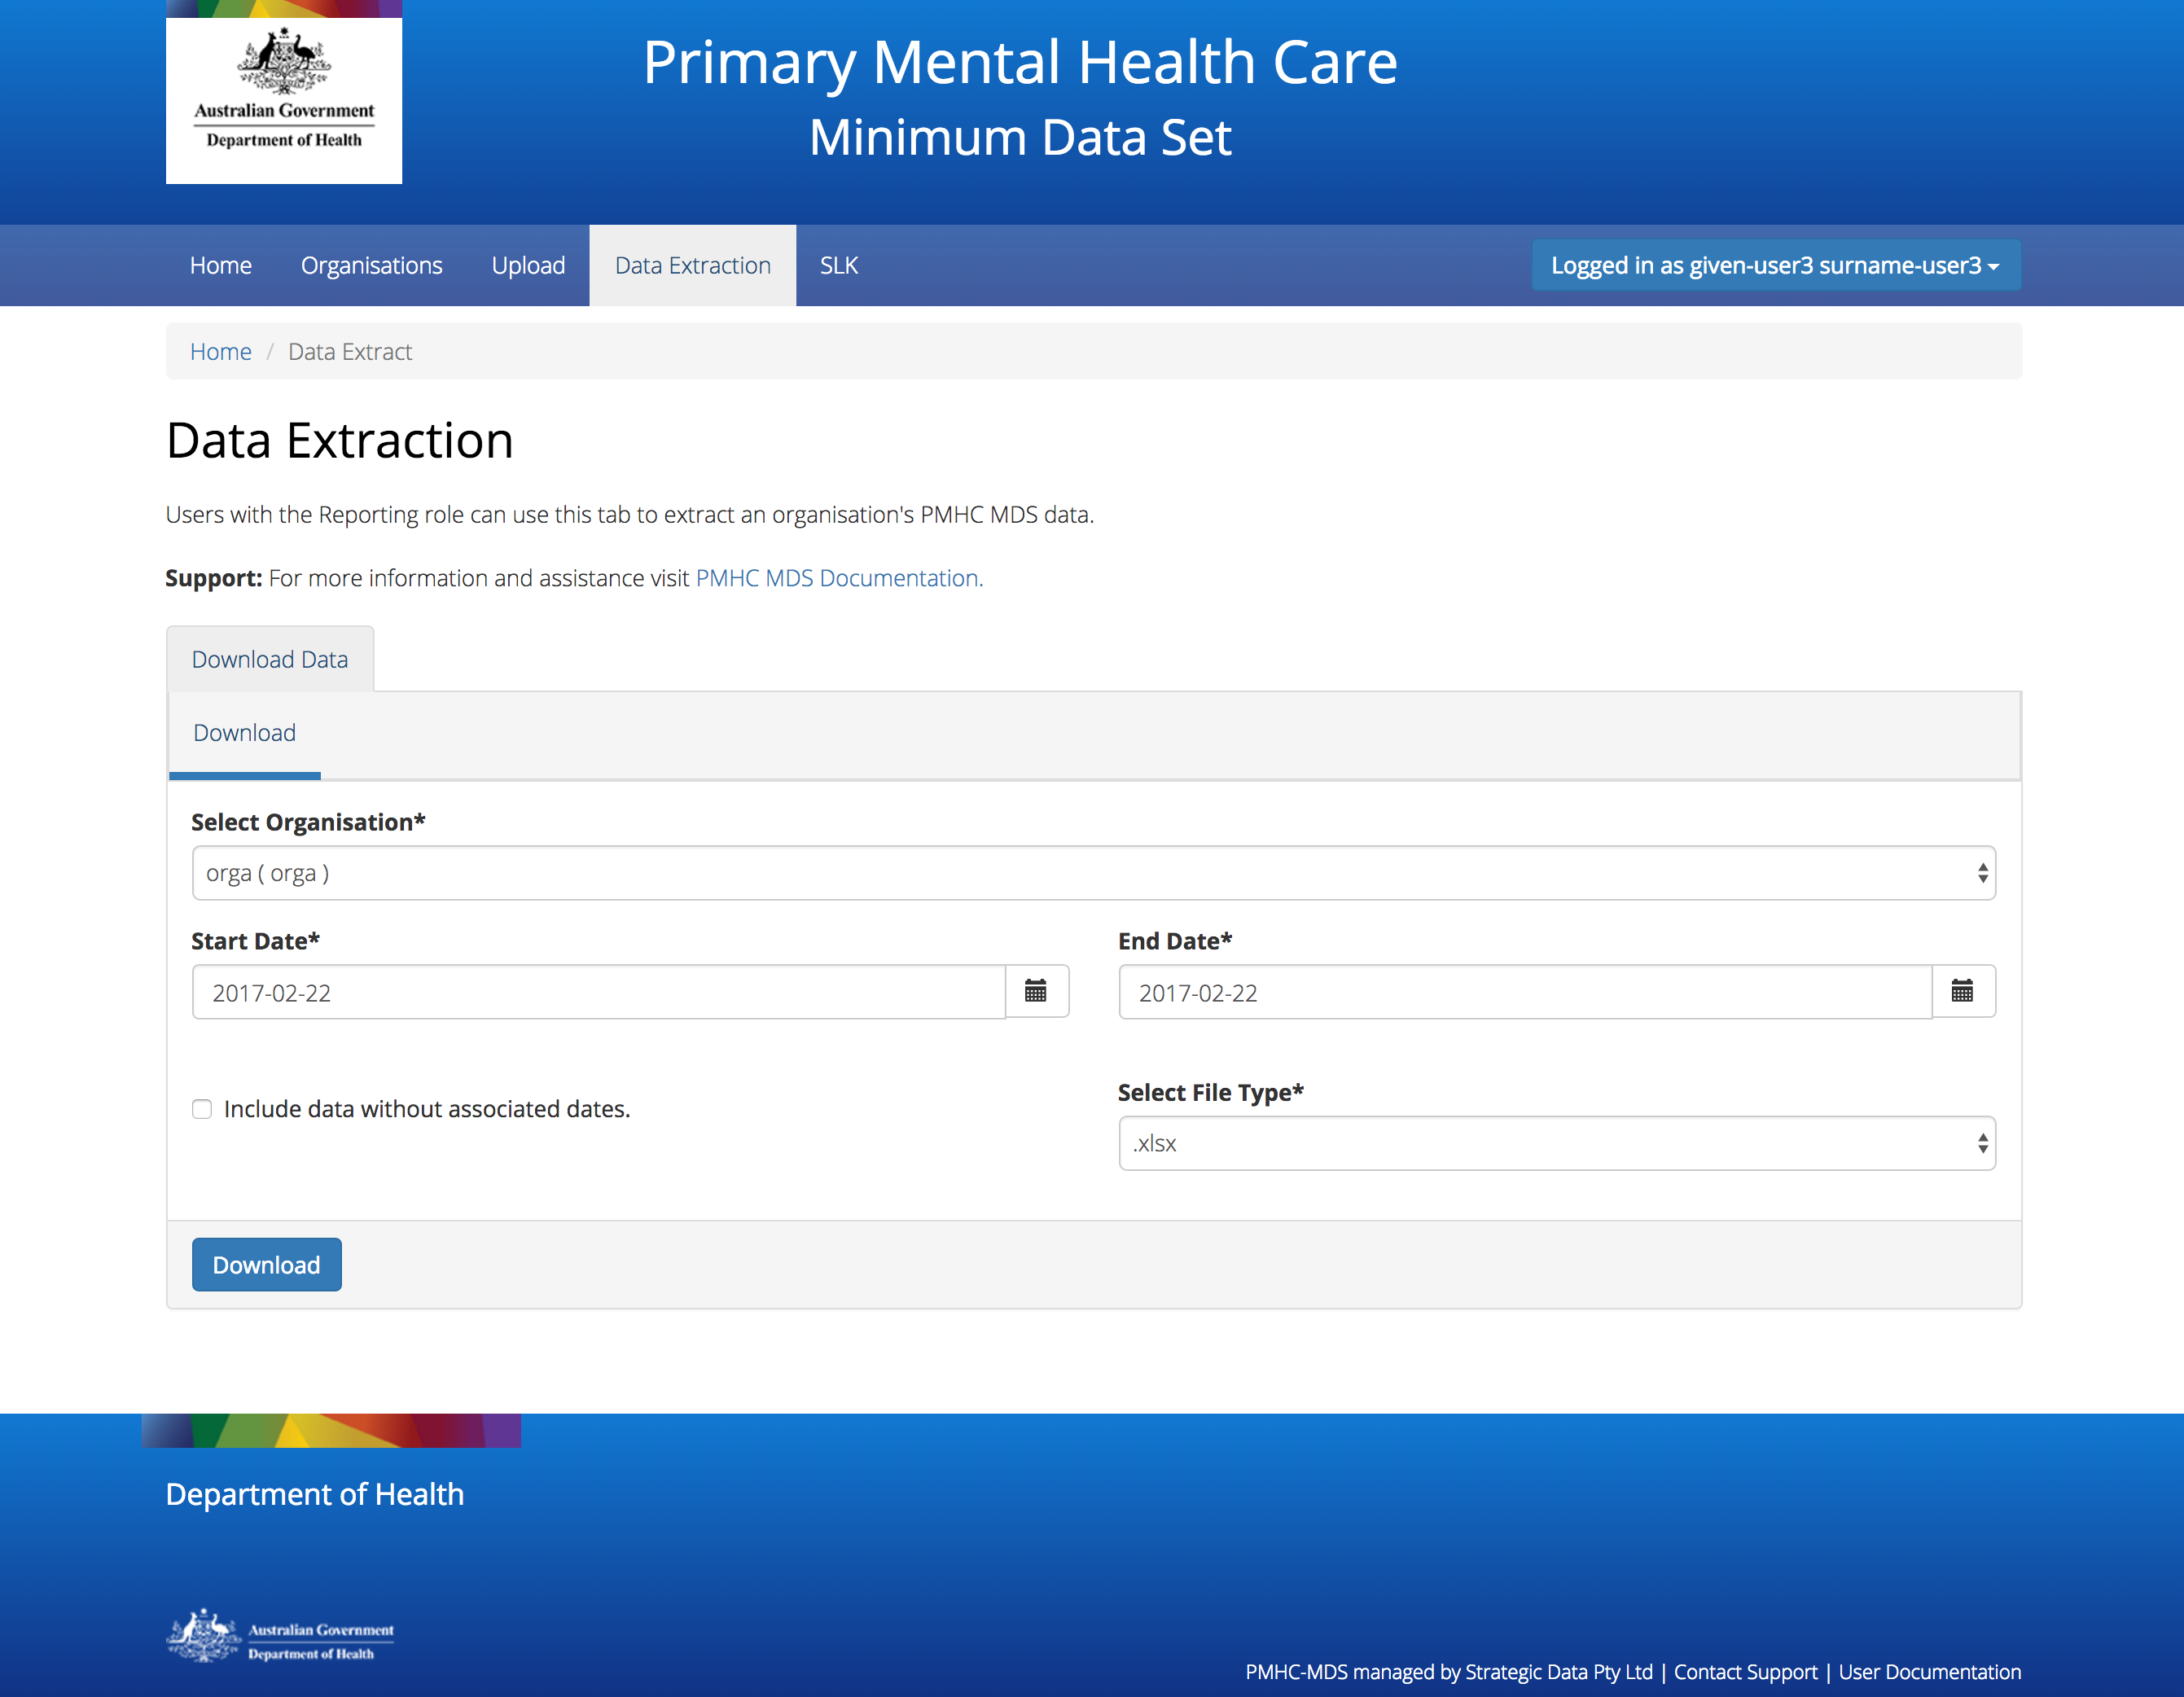 Australian Government
Department of Health
Primary Mental Health Care
Minimum Data Set
Home
Organisations
Upload
Data Extraction
SLK
Logged in as given-user3 surname-user3
Home / Data Extract
Data Extraction
Users with the Reporting role can use this tab to extract an organisation's PMHC MDS data.
Support: For more information and assistance visit PMHC MDS Documentation.
Download Data
Download
Select Organisation*
orga ( orga )
Start Date*
End Date*
2017-02-22
2017-02-22
Include data without associated dates.
Select File Type*
.xlsx
Download
Department of Health
Australian Government
Department of Health
PMHC-MDS managed by Strategic Data Pty Ltd | Contact Support | User Documentation